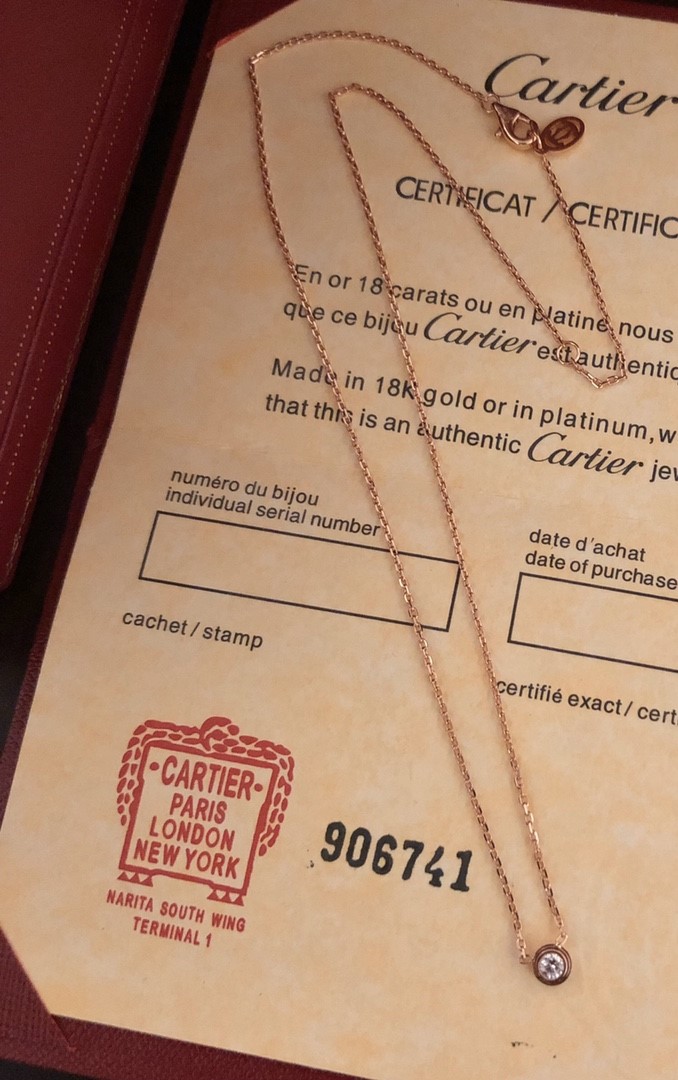 Cartier
CERTIFICAT / CERTIFIC
En or 18 carats ou en platine, nous
que ce bijou Cartier est authentiq
Made in 18K gold or in platinum, w
that this is an authentic Cartier jew
numéro du bijou
individual serial number
date d'achat
date of purchase
cachet / stamp
certifié exact / cert
·CARTIER·
PARIS
LONDON
NEW YORK
NARITA SOUTH WING
TERMINAL 1
906741